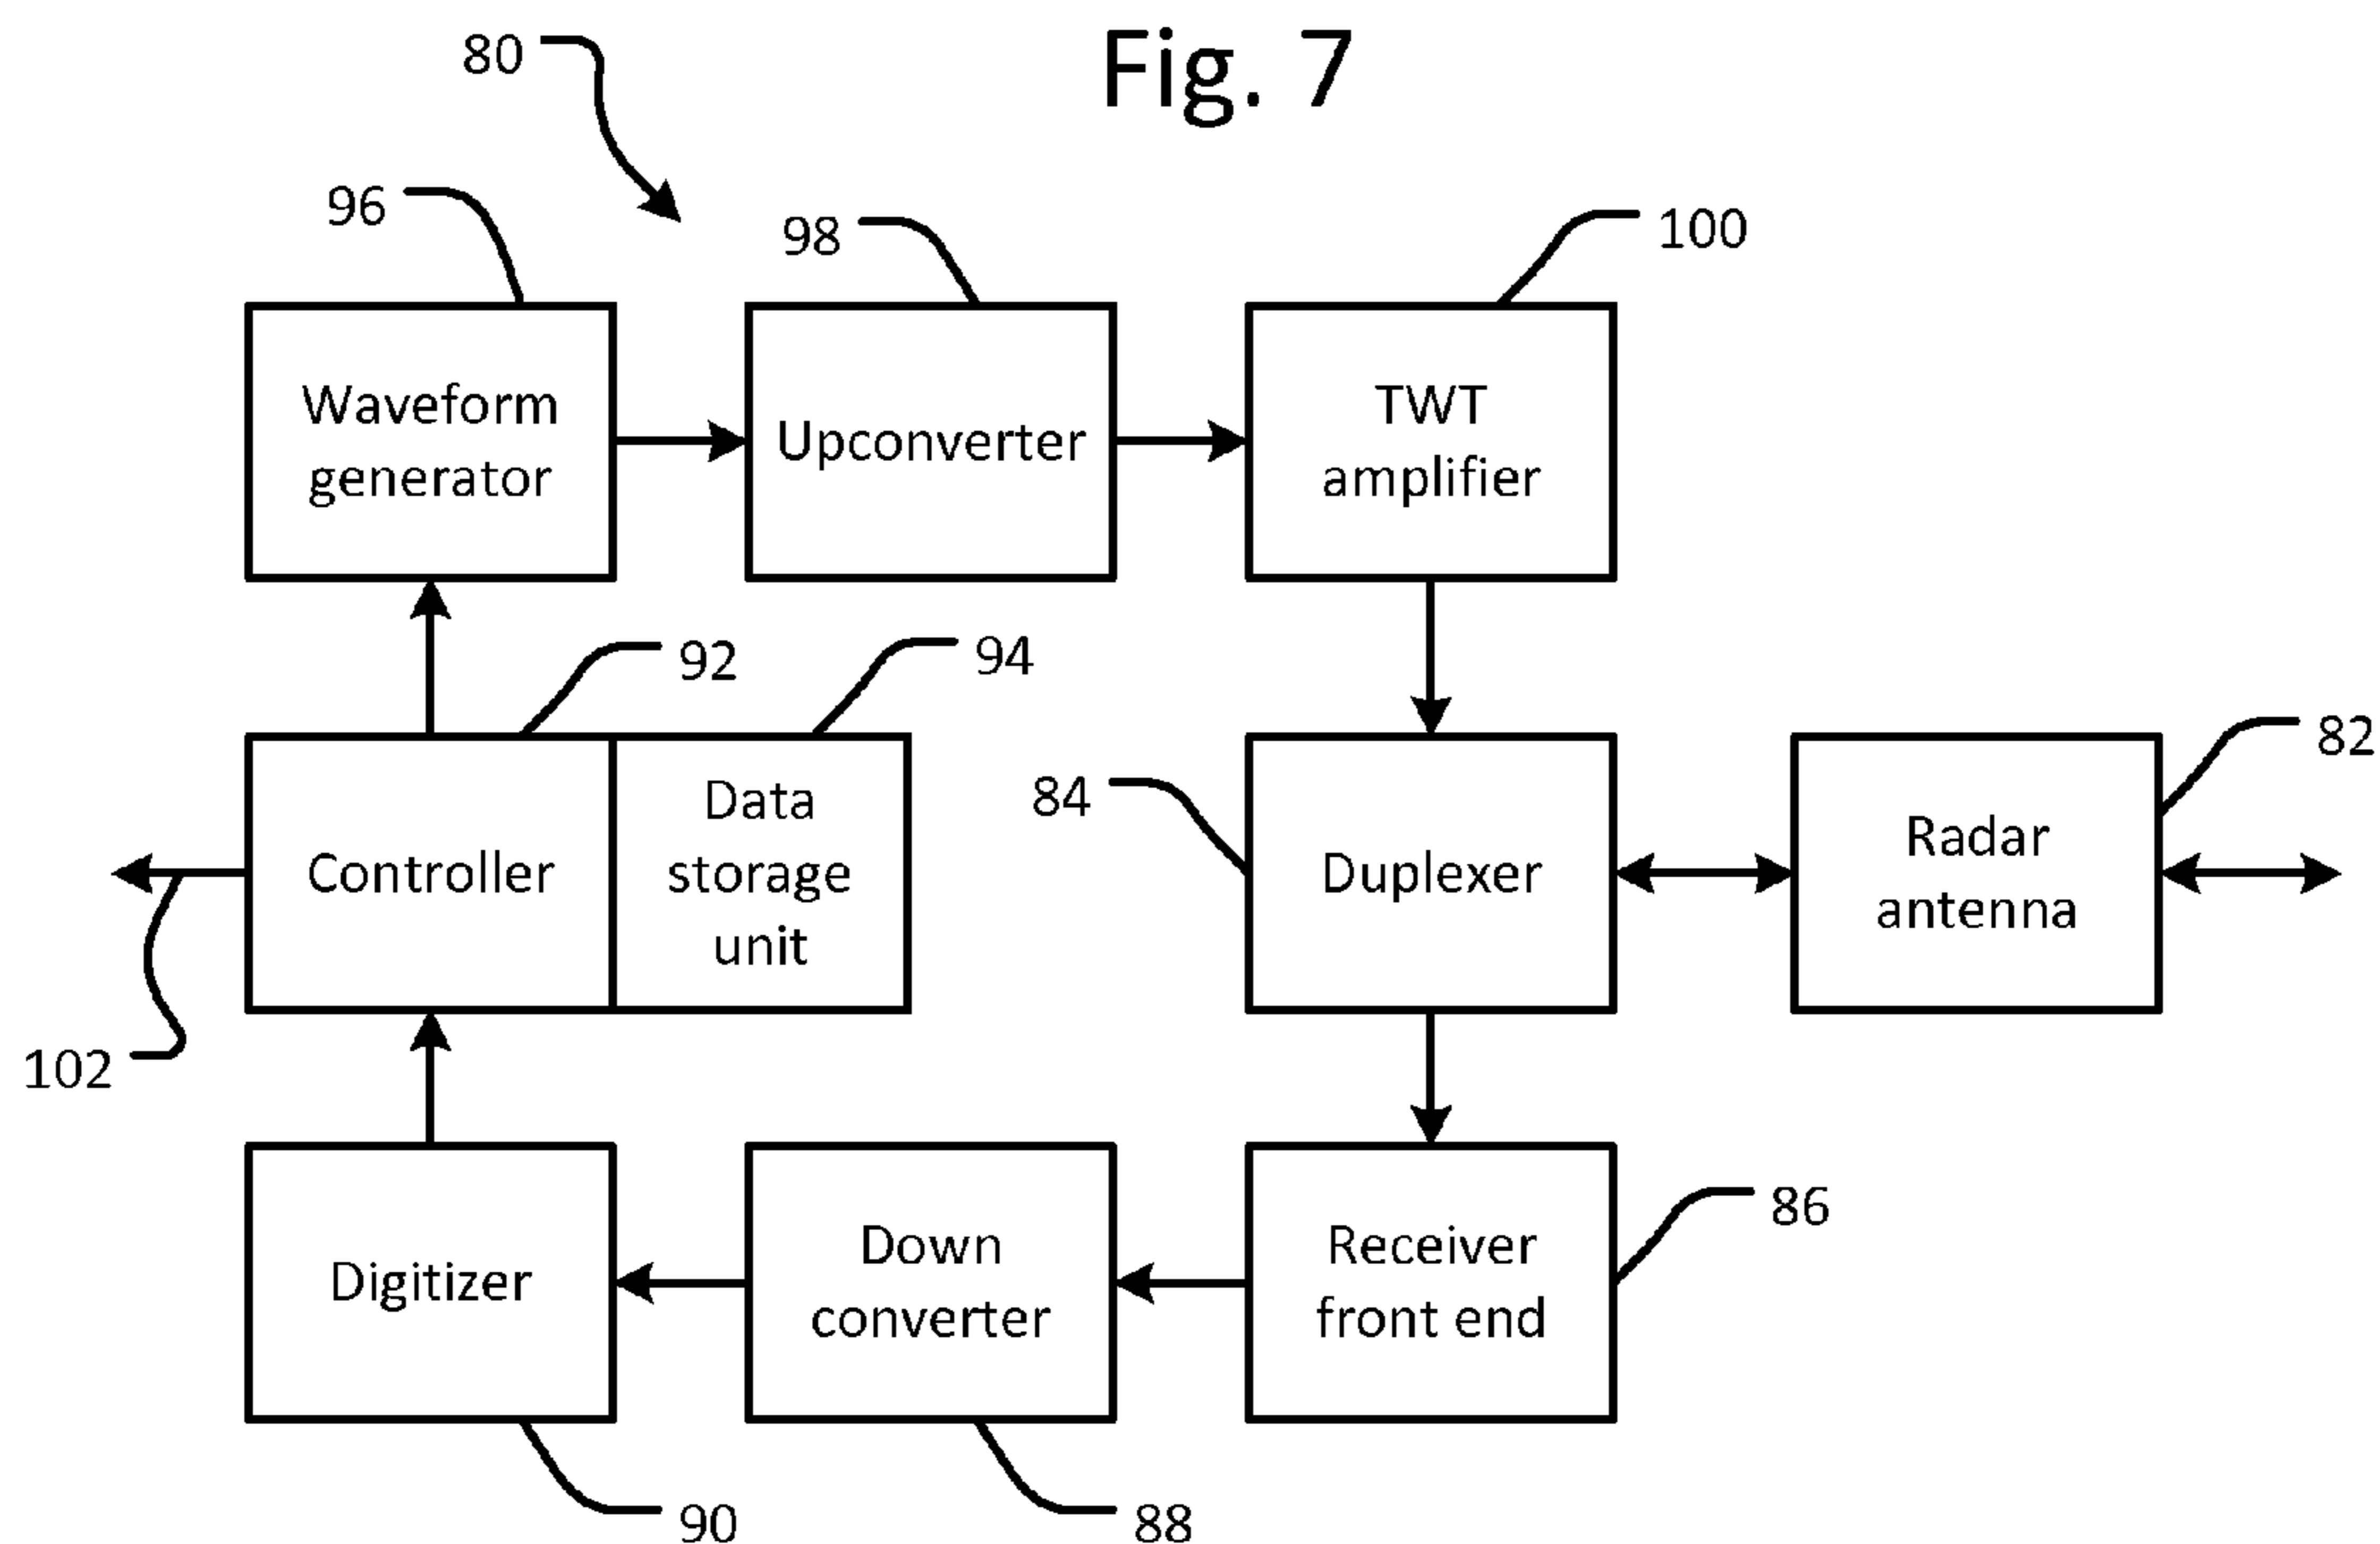 Fig. 7
80
96
98
100
Waveform
generator
Upconverter
TWT
amplifier
92
94
82
84
Controller
Data
storage
unit
Duplexer
Radar
antenna
102
86
Digitizer
Down
converter
Receiver
front end
90
88